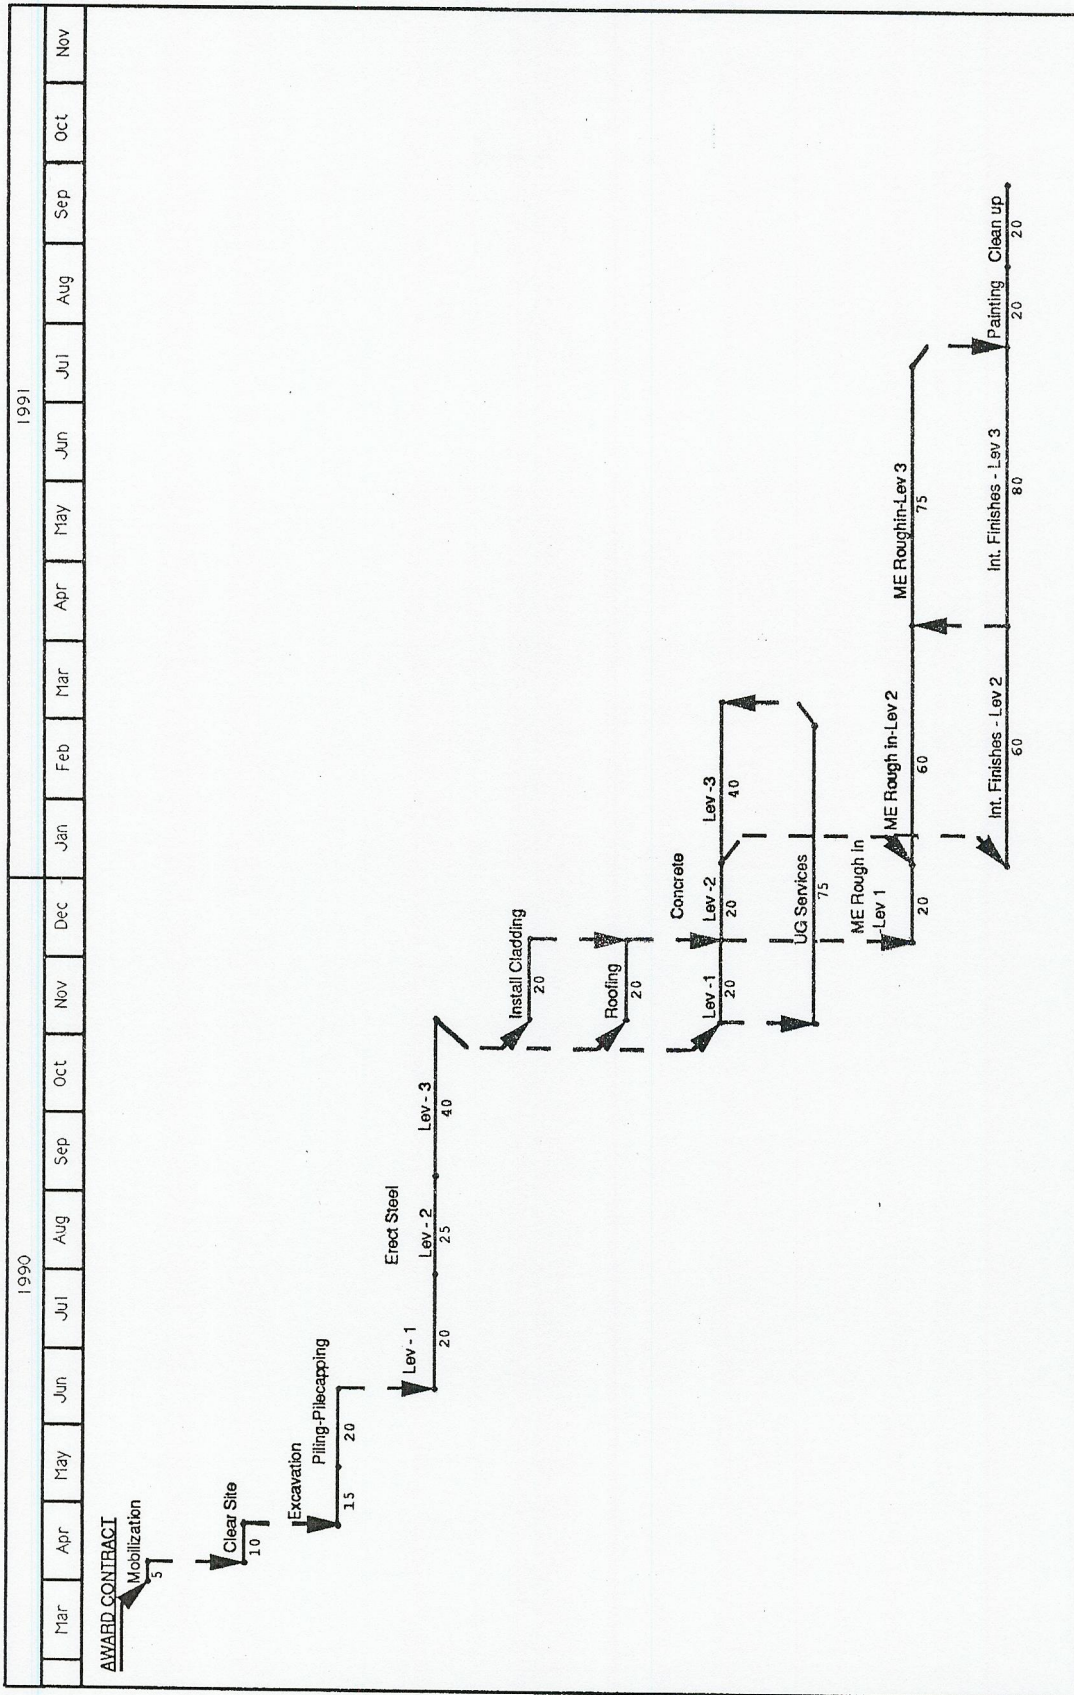 1990
1991
Mar Apr May Jun Jul Aug Sep Oct Nov Dec Jan Feb Mar Apr May Jun Jul Aug Sep Oct Nov
AWARD CONTRACT
Mobilization
5
Clear Site
10
Excavation
15
Piling-Pilecapping
20
Erect Steel
Lev - 1
20
Lev - 2
25
Lev - 3
40
Install Cladding
20
Roofing
20
Concrete
Lev -1
20
Lev -2
20
Lev -3
40
UG Services
75
ME Rough in
-Lev 1
20
ME Rough in-Lev 2
60
ME Roughin-Lev 3
75
Int. Finishes - Lev 2
60
Int. Finishes - Lev 3
80
Painting
20
Clean up
20